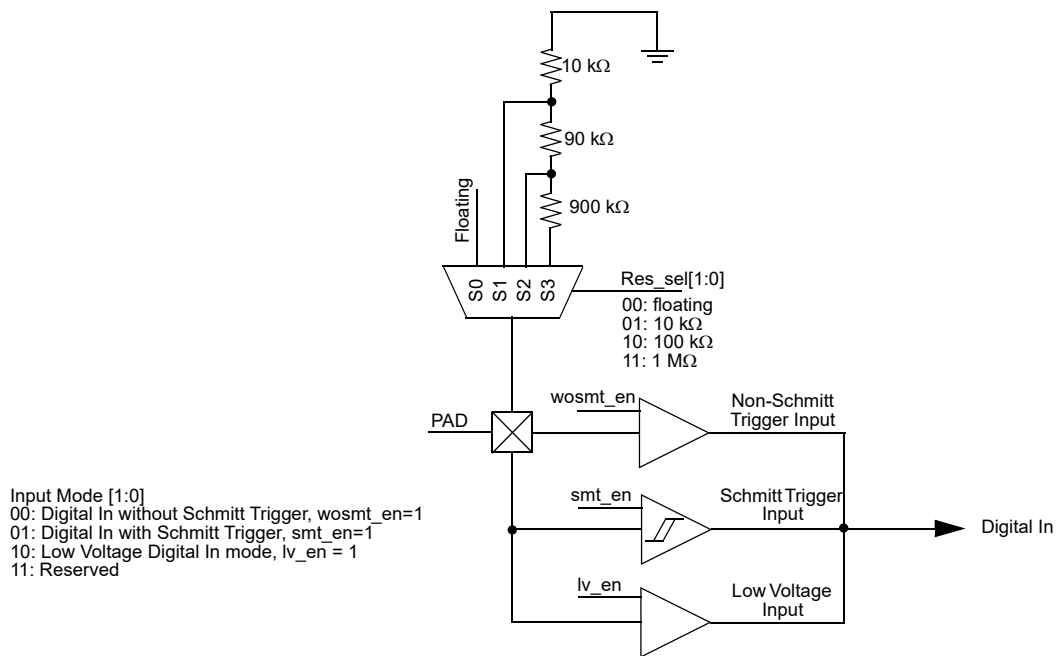 10 kΩ
90 kΩ
900 kΩ
Floating
S0 S1 S2 S3
Res_sel[1:0]
00: floating
01: 10 kΩ
10: 100 kΩ
11: 1 MΩ
PAD
wosmt_en
Non-Schmitt
Trigger Input
Input Mode [1:0]
00: Digital In without Schmitt Trigger, wosmt_en=1
01: Digital In with Schmitt Trigger, smt_en=1
10: Low Voltage Digital In mode, lv_en = 1
11: Reserved
smt_en
Schmitt Trigger
Input
Digital In
lv_en
Low Voltage
Input